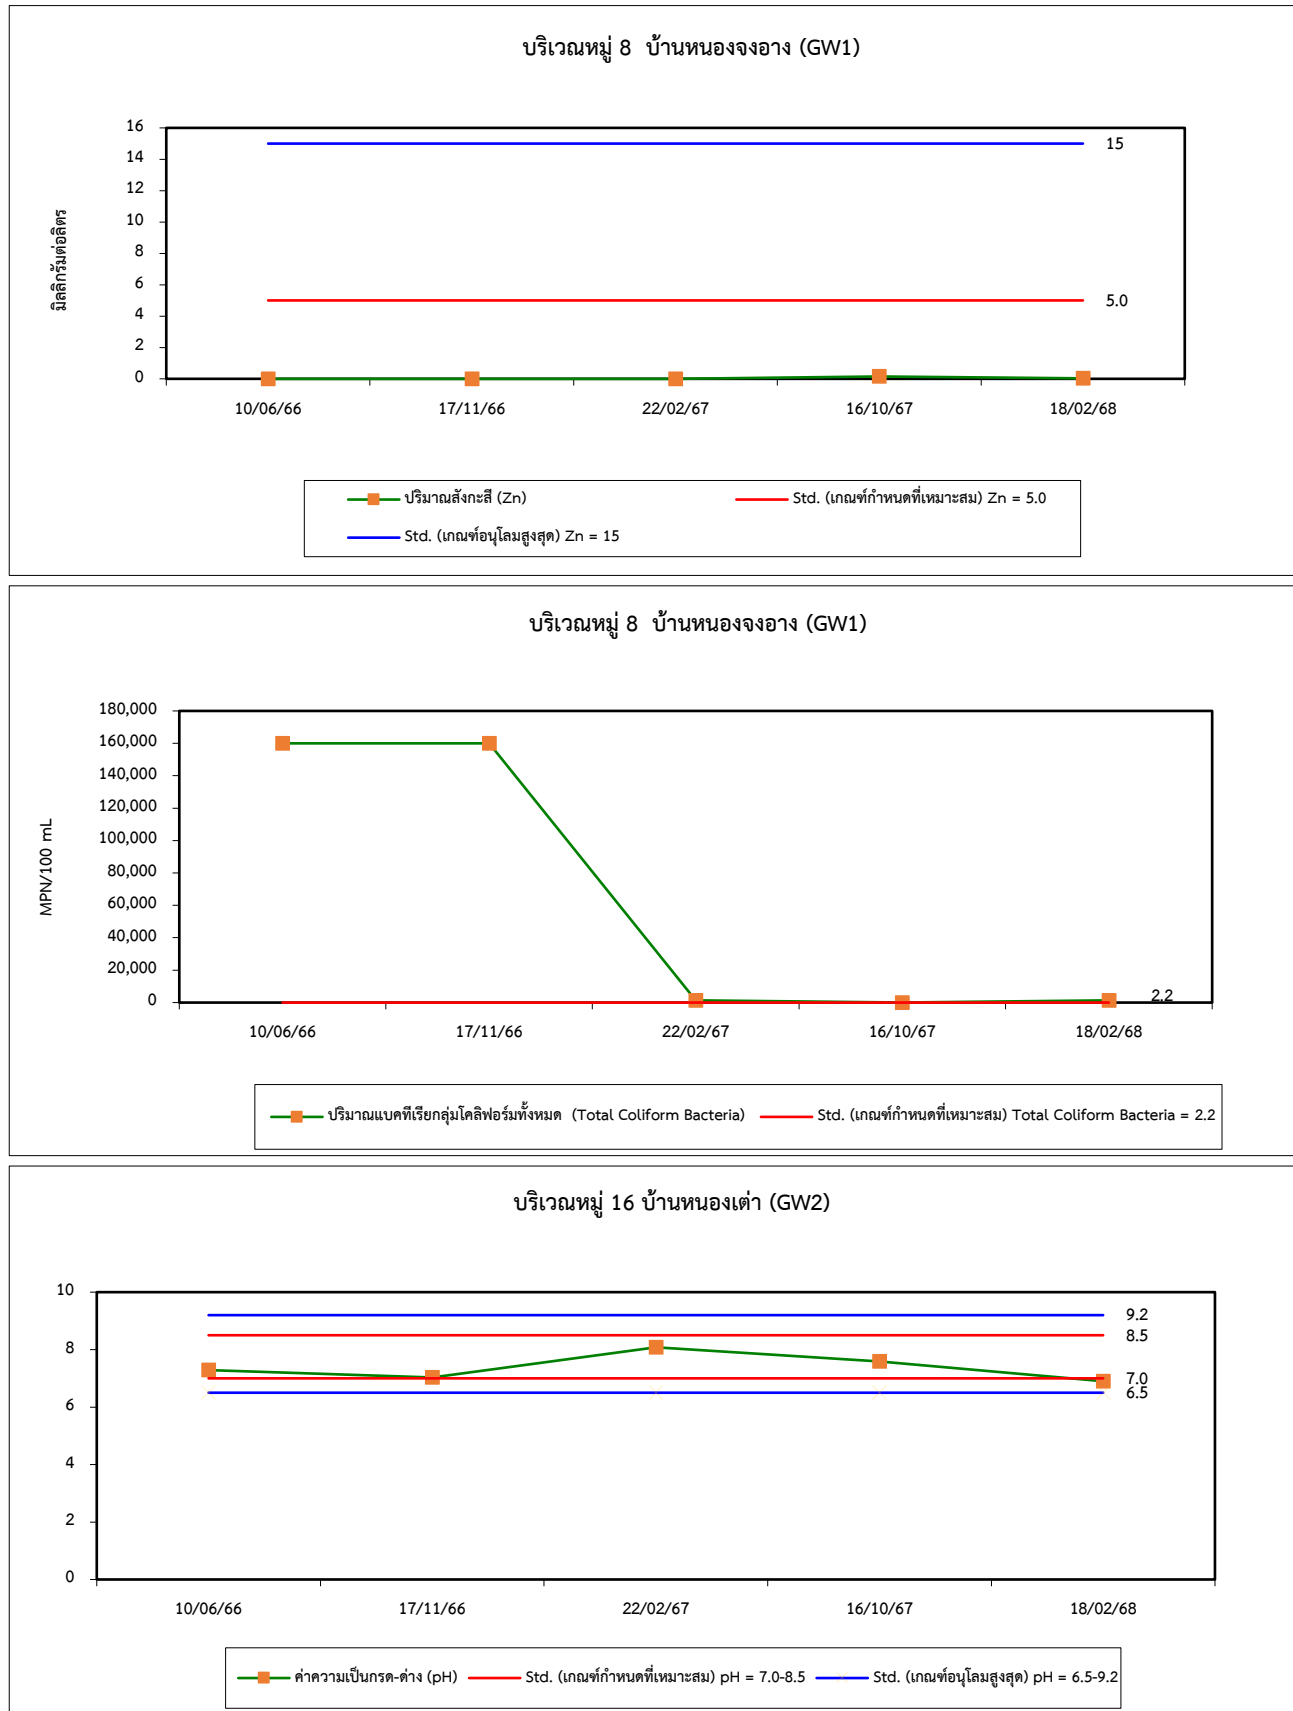 บริเวณหมู่ 8  บ้านหนองจงอาง (GW1)
มิลลิกรัมต่อลิตร
16
14
12
10
8
6
4
2
0
15
5.0
10/06/66 17/11/66 22/02/67 16/10/67 18/02/68
ปริมาณสังกะสี (Zn) Std. (เกณฑ์กำหนดที่เหมาะสม) Zn = 5.0
Std. (เกณฑ์อนุโลมสูงสุด) Zn = 15
บริเวณหมู่ 8  บ้านหนองจงอาง (GW1)
MPN/100 mL
180,000
160,000
140,000
120,000
100,000
80,000
60,000
40,000
20,000
0
2.2
10/06/66 17/11/66 22/02/67 16/10/67 18/02/68
ปริมาณแบคทีเรียกลุ่มโคลิฟอร์มทั้งหมด  (Total Coliform Bacteria) Std. (เกณฑ์กำหนดที่เหมาะสม) Total Coliform Bacteria = 2.2
บริเวณหมู่ 16 บ้านหนองเต่า (GW2)
10
8
6
4
2
0
9.2
8.5
7.0
6.5
10/06/66 17/11/66 22/02/67 16/10/67 18/02/68
ค่าความเป็นกรด-ด่าง (pH) Std. (เกณฑ์กำหนดที่เหมาะสม) pH = 7.0-8.5 Std. (เกณฑ์อนุโลมสูงสุด) pH = 6.5-9.2